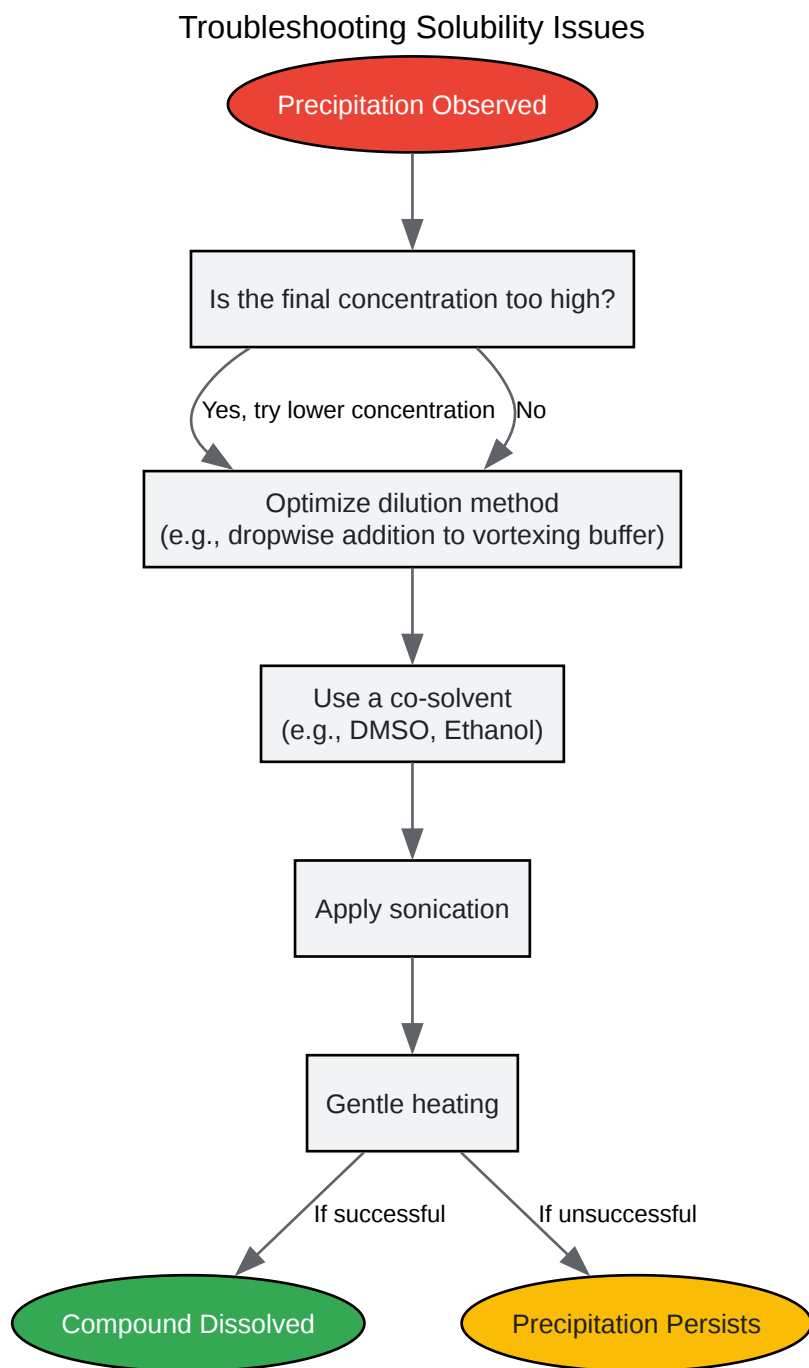 Troubleshooting Solubility Issues
Precipitation Observed
Is the final concentration too high?
Yes, try lower concentration
No
Optimize dilution method
(e.g., dropwise addition to vortexing buffer)
Use a co-solvent
(e.g., DMSO, Ethanol)
Apply sonication
Gentle heating
If successful
If unsuccessful
Compound Dissolved
Precipitation Persists